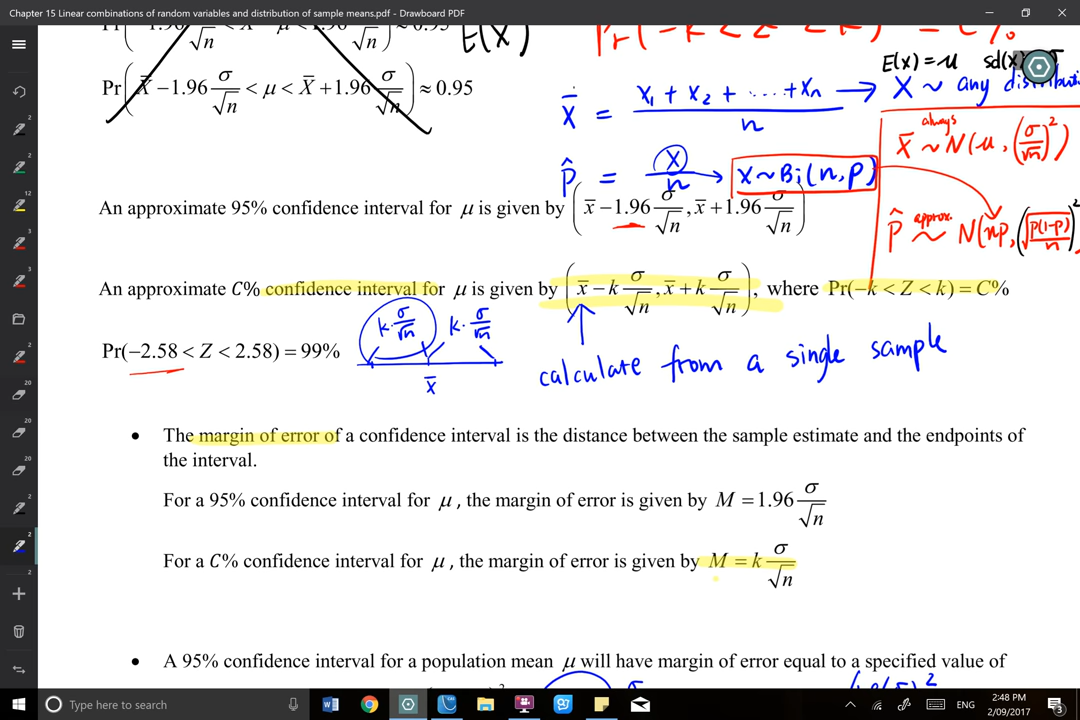 Chapter 15 Linear combinations of random variables and distribution of sample means.pdf - Drawboard PDF
E(X̄) Pr(-k < Z < k) = C%
E(x) = μ sd(x)
Pr(X̄ − 1.96 σ/√n < μ < X̄ + 1.96 σ/√n) ≈ 0.95
X̄ = (X₁ + X₂ + ... + Xn)/n → X ~ any
always
X̄ ~ N(μ, (σ/√n)²)
P̂ = X/n → X ~ Bi(n, p)
approx.
P̂ ~ N(np, (√(p(1-p)/n))²
An approximate 95% confidence interval for μ is given by (x̄ − 1.96 σ/√n, x̄ + 1.96 σ/√n)
An approximate C% confidence interval for μ is given by (x̄ − k σ/√n, x̄ + k σ/√n), where Pr(−k < Z < k) = C%
k·σ/√n k·σ/√n
Pr(−2.58 < Z < 2.58) = 99%
x̄
calculate from a single sample
• The margin of error of a confidence interval is the distance between the sample estimate and the endpoints of
the interval.
For a 95% confidence interval for μ, the margin of error is given by M = 1.96 σ/√n
For a C% confidence interval for μ, the margin of error is given by M = k σ/√n
• A 95% confidence interval for a population mean μ will have margin of error equal to a specified value of
Type here to search
ENG
2:48 PM
2/09/2017